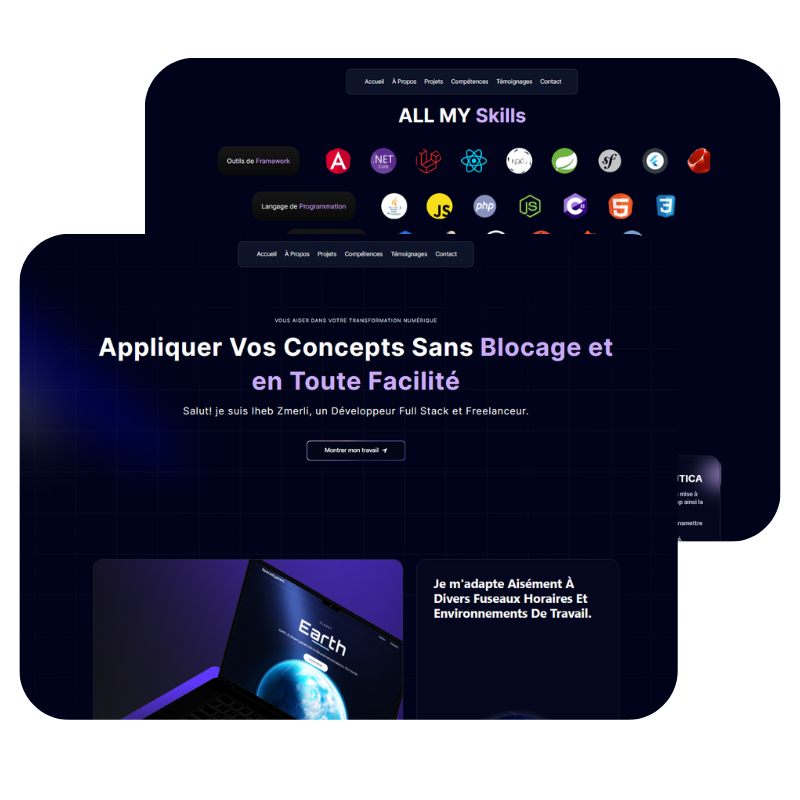 Accueil À Propos Projets Compétences Témoignages Contact
ALL MY Skills
Outils de Framework
.NET
Core
Langage de Programmation
JS
php
JS
C#
5
3
Accueil À Propos Projets Compétences Témoignages Contact
VOUS AIDER DANS VOTRE TRANSFORMATION NUMÉRIQUE
Appliquer Vos Concepts Sans Blocage et
en Toute Facilité
Salut! je suis Iheb Zmerli, un Développeur Full Stack et Freelanceur.
Montrer mon travail
TICA
mise à
ainsi la
Earth
Je m'adapte Aisément À
Divers Fuseaux Horaires Et
Environnements De Travail.